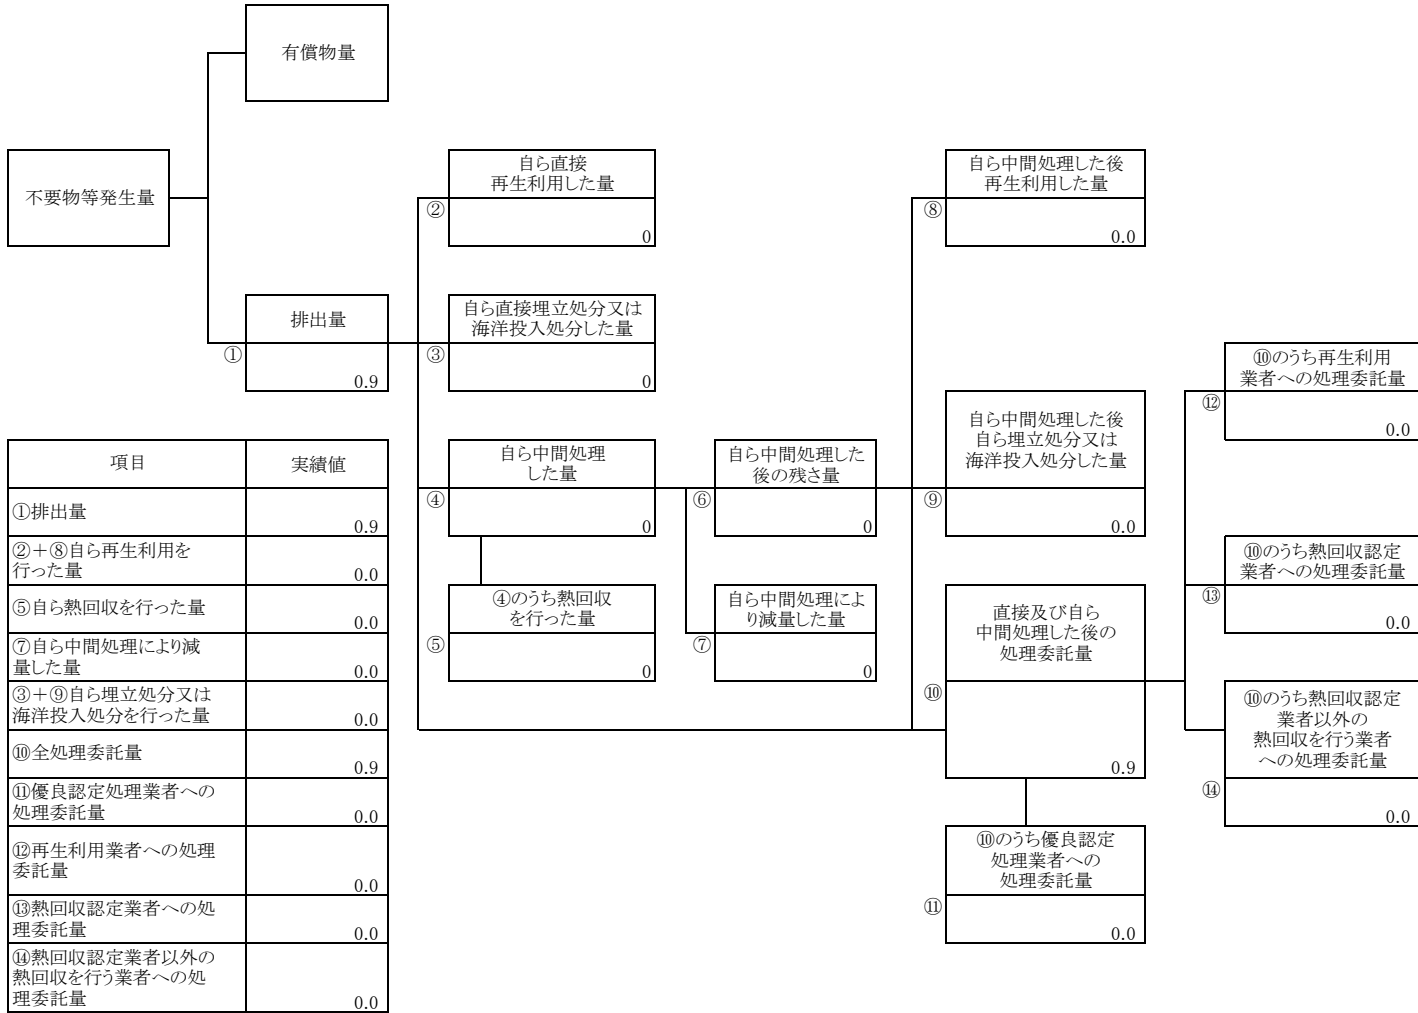 有償物量
不要物等発生量
排出量
①
0.9
自ら直接
再生利用した量
②
0
自ら直接埋立処分又は
海洋投入処分した量
③
0
自ら中間処理
した量
④
0
④のうち熱回収
を行った量
⑤
0
自ら中間処理した
後の残さ量
⑥
0
自ら中間処理によ
り減量した量
⑦
0
自ら中間処理した後
再生利用した量
⑧
0.0
自ら中間処理した後
自ら埋立処分又は
海洋投入処分した量
⑨
0.0
直接及び自ら
中間処理した後の
処理委託量
⑩
0.9
⑩のうち優良認定
処理業者への
処理委託量
⑪
0.0
⑩のうち再生利用
業者への処理委託量
⑫
0.0
⑩のうち熱回収認定
業者への処理委託量
⑬
0.0
⑩のうち熱回収認定
業者以外の
熱回収を行う業者
への処理委託量
⑭
0.0
項目 実績値
①排出量
0.9
②＋⑧自ら再生利用を
行った量
0.0
⑤自ら熱回収を行った量
0.0
⑦自ら中間処理により減
量した量
0.0
③＋⑨自ら埋立処分又は
海洋投入処分を行った量
0.0
⑩全処理委託量
0.9
⑪優良認定処理業者への
処理委託量
0.0
⑫再生利用業者への処理
委託量
0.0
⑬熱回収認定業者への処
理委託量
0.0
⑭熱回収認定業者以外の
熱回収を行う業者への処
理委託量
0.0